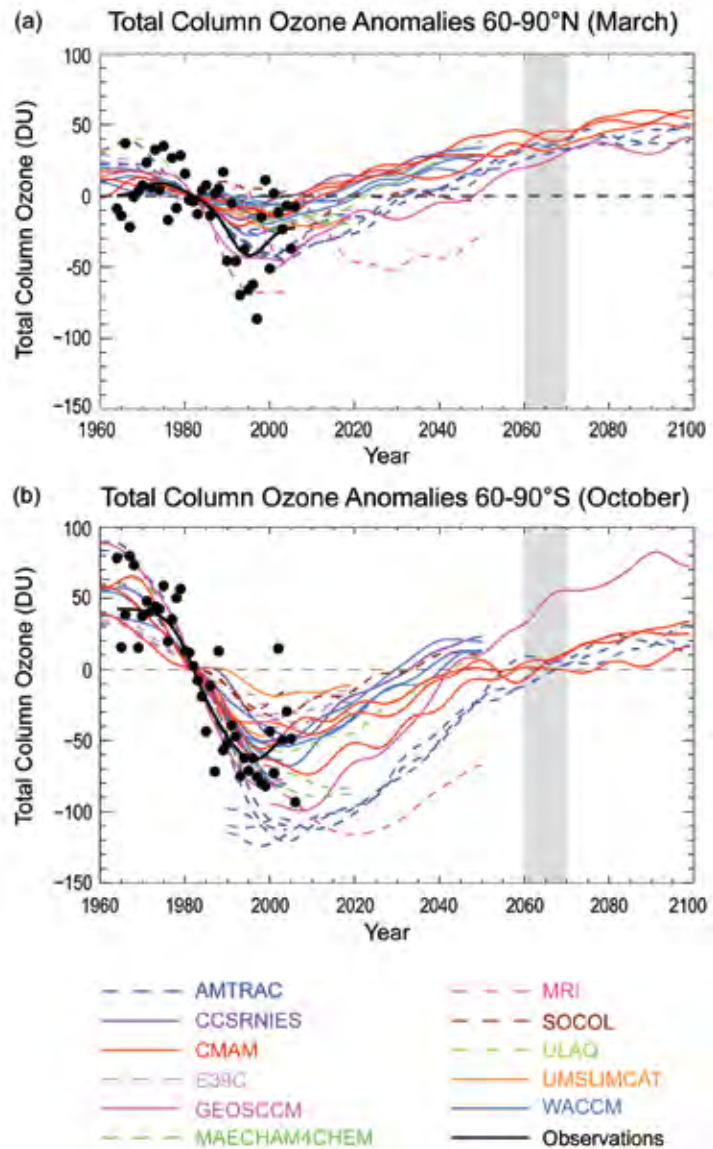 (a) Total Column Ozone Anomalies 60-90°N (March)
Total Column Ozone (DU)
100
50
0
−50
−100
−150
1960 1980 2000 2020 2040 2060 2080 2100
Year
(b) Total Column Ozone Anomalies 60-90°S (October)
Total Column Ozone (DU)
100
50
0
−50
−100
−150
1960 1980 2000 2020 2040 2060 2080 2100
Year
AMTRAC MRI
CCSRNIES SOCOL
CMAM ULAQ
E39C UMSLIMCAT
GEOSCCM WACCM
MAECHAM4CHEM Observations